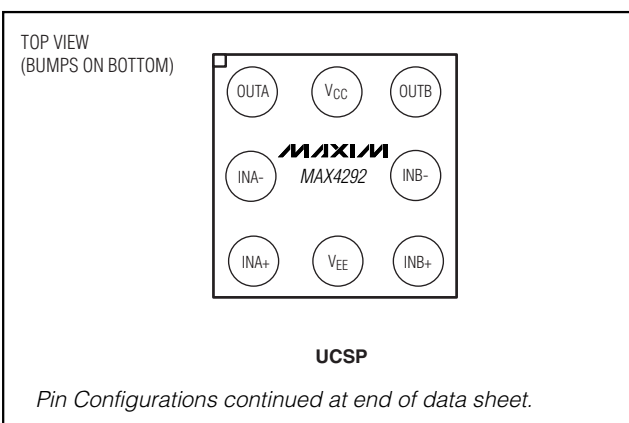 TOP VIEW
(BUMPS ON BOTTOM)
OUTA VCC OUTB
MAXIM
INA- MAX4292 INB-
INA+ VEE INB+
UCSP
Pin Configurations continued at end of data sheet.